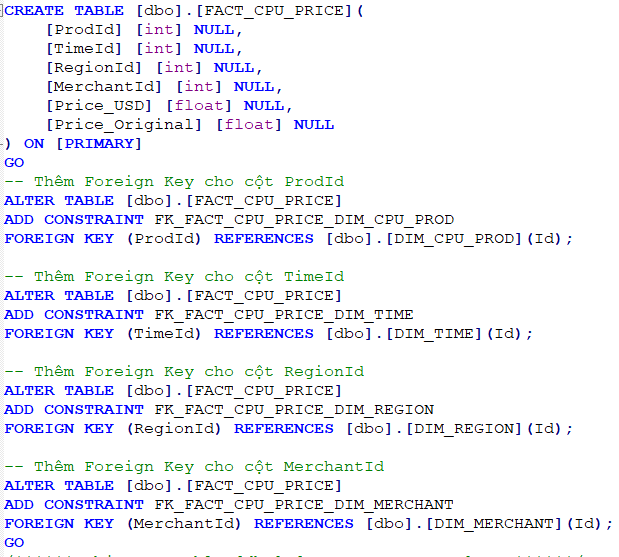 CREATE TABLE [dbo].[FACT_CPU_PRICE](
    [ProdId] [int] NULL,
    [TimeId] [int] NULL,
    [RegionId] [int] NULL,
    [MerchantId] [int] NULL,
    [Price_USD] [float] NULL,
    [Price_Original] [float] NULL
) ON [PRIMARY]
GO
-- Thêm Foreign Key cho cột ProdId
ALTER TABLE [dbo].[FACT_CPU_PRICE]
ADD CONSTRAINT FK_FACT_CPU_PRICE_DIM_CPU_PROD
FOREIGN KEY (ProdId) REFERENCES [dbo].[DIM_CPU_PROD](Id);

-- Thêm Foreign Key cho cột TimeId
ALTER TABLE [dbo].[FACT_CPU_PRICE]
ADD CONSTRAINT FK_FACT_CPU_PRICE_DIM_TIME
FOREIGN KEY (TimeId) REFERENCES [dbo].[DIM_TIME](Id);

-- Thêm Foreign Key cho cột RegionId
ALTER TABLE [dbo].[FACT_CPU_PRICE]
ADD CONSTRAINT FK_FACT_CPU_PRICE_DIM_REGION
FOREIGN KEY (RegionId) REFERENCES [dbo].[DIM_REGION](Id);

-- Thêm Foreign Key cho cột MerchantId
ALTER TABLE [dbo].[FACT_CPU_PRICE]
ADD CONSTRAINT FK_FACT_CPU_PRICE_DIM_MERCHANT
FOREIGN KEY (MerchantId) REFERENCES [dbo].[DIM_MERCHANT](Id);
GO